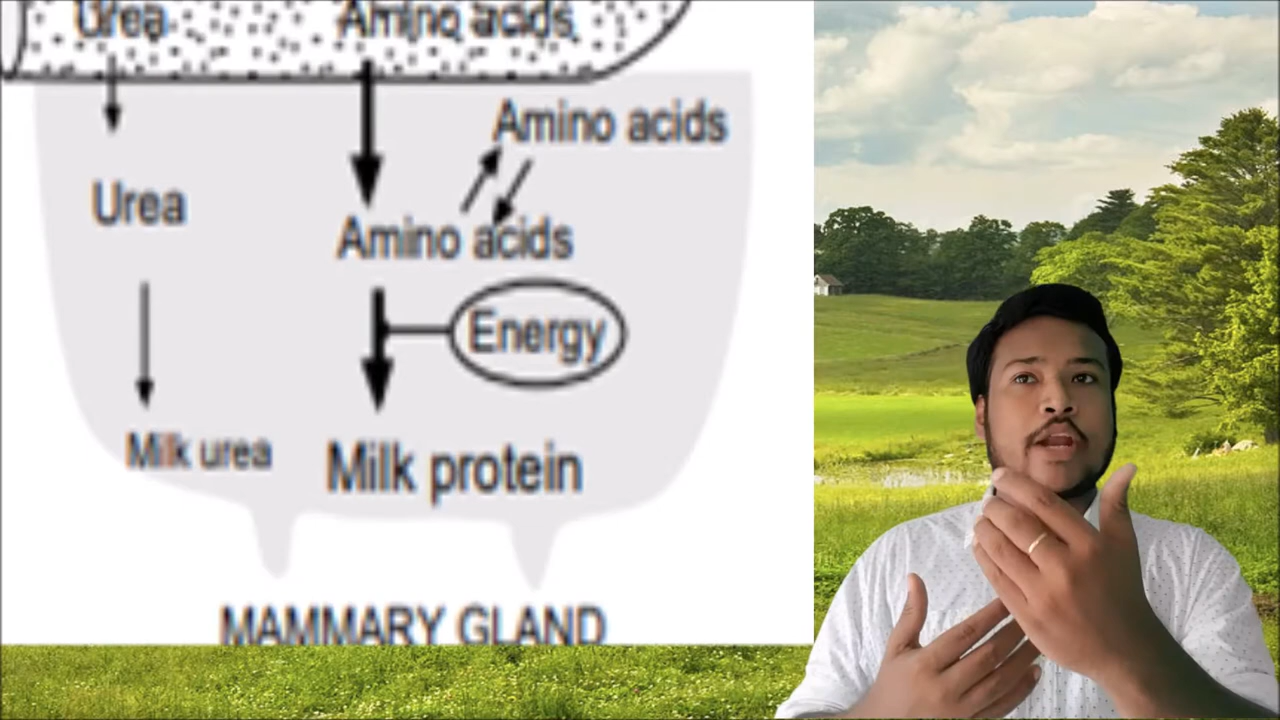 Urea Amino acids
Amino acids
Urea
Amino acids
Energy
Milk urea Milk protein
MAMMARY GLAND